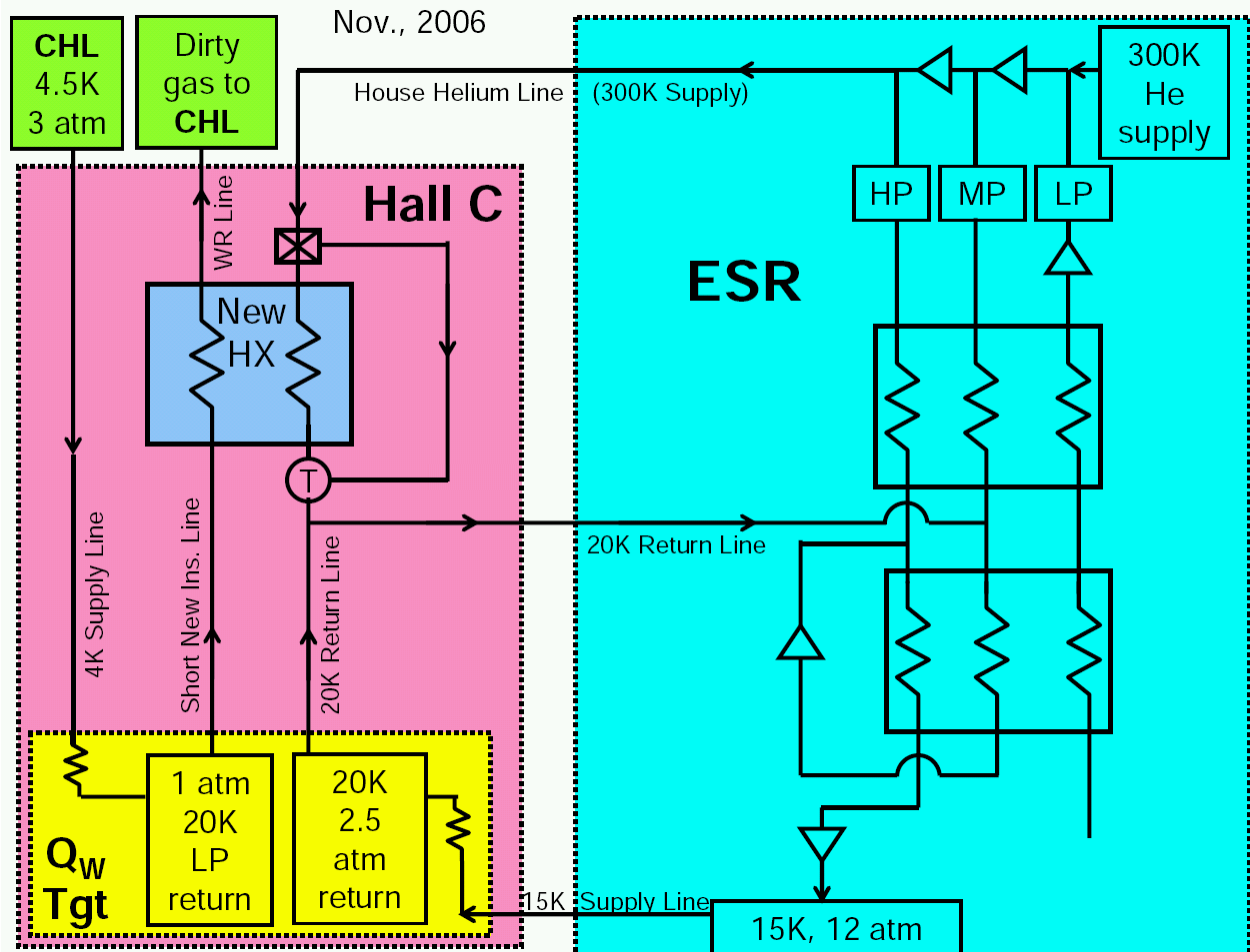 Nov., 2006
CHL
4.5K
3 atm
Dirty
gas to
CHL
300K
He
supply
House Helium Line (300K Supply)
Hall C
WR Line
HP
MP
LP
ESR
New
HX
T
4K Supply Line
Short New Ins. Line
20K Return Line
20K Return Line
1 atm
20K
LP
return
20K
2.5
atm
return
QW
Tgt
15K Supply Line
15K, 12 atm